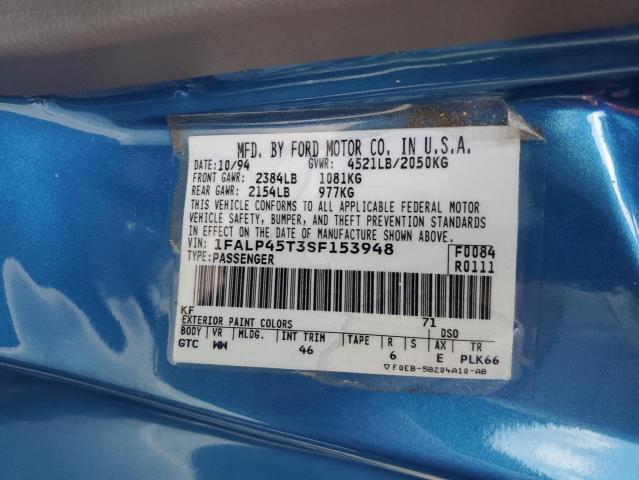 MFD. BY FORD MOTOR CO. IN U.S.A.
DATE: 10/94 GVWR: 4521LB/2050KG
FRONT GAWR: 2384LB 1081KG
REAR GAWR: 2154LB 977KG
THIS VEHICLE CONFORMS TO ALL APPLICABLE FEDERAL MOTOR
VEHICLE SAFETY, BUMPER, AND THEFT PREVENTION STANDARDS
IN EFFECT ON THE DATE OF MANUFACTURE SHOWN ABOVE.
VIN: 1FALP45T3SF153948 F0084
TYPE: PASSENGER R0111
KF 71
EXTERIOR PAINT COLORS DSO
BODY VR MLDG. INT TRIM TAPE R S AX TR
GTC WW 46 6 E PLK66
▽F0EB-58204A10-AB